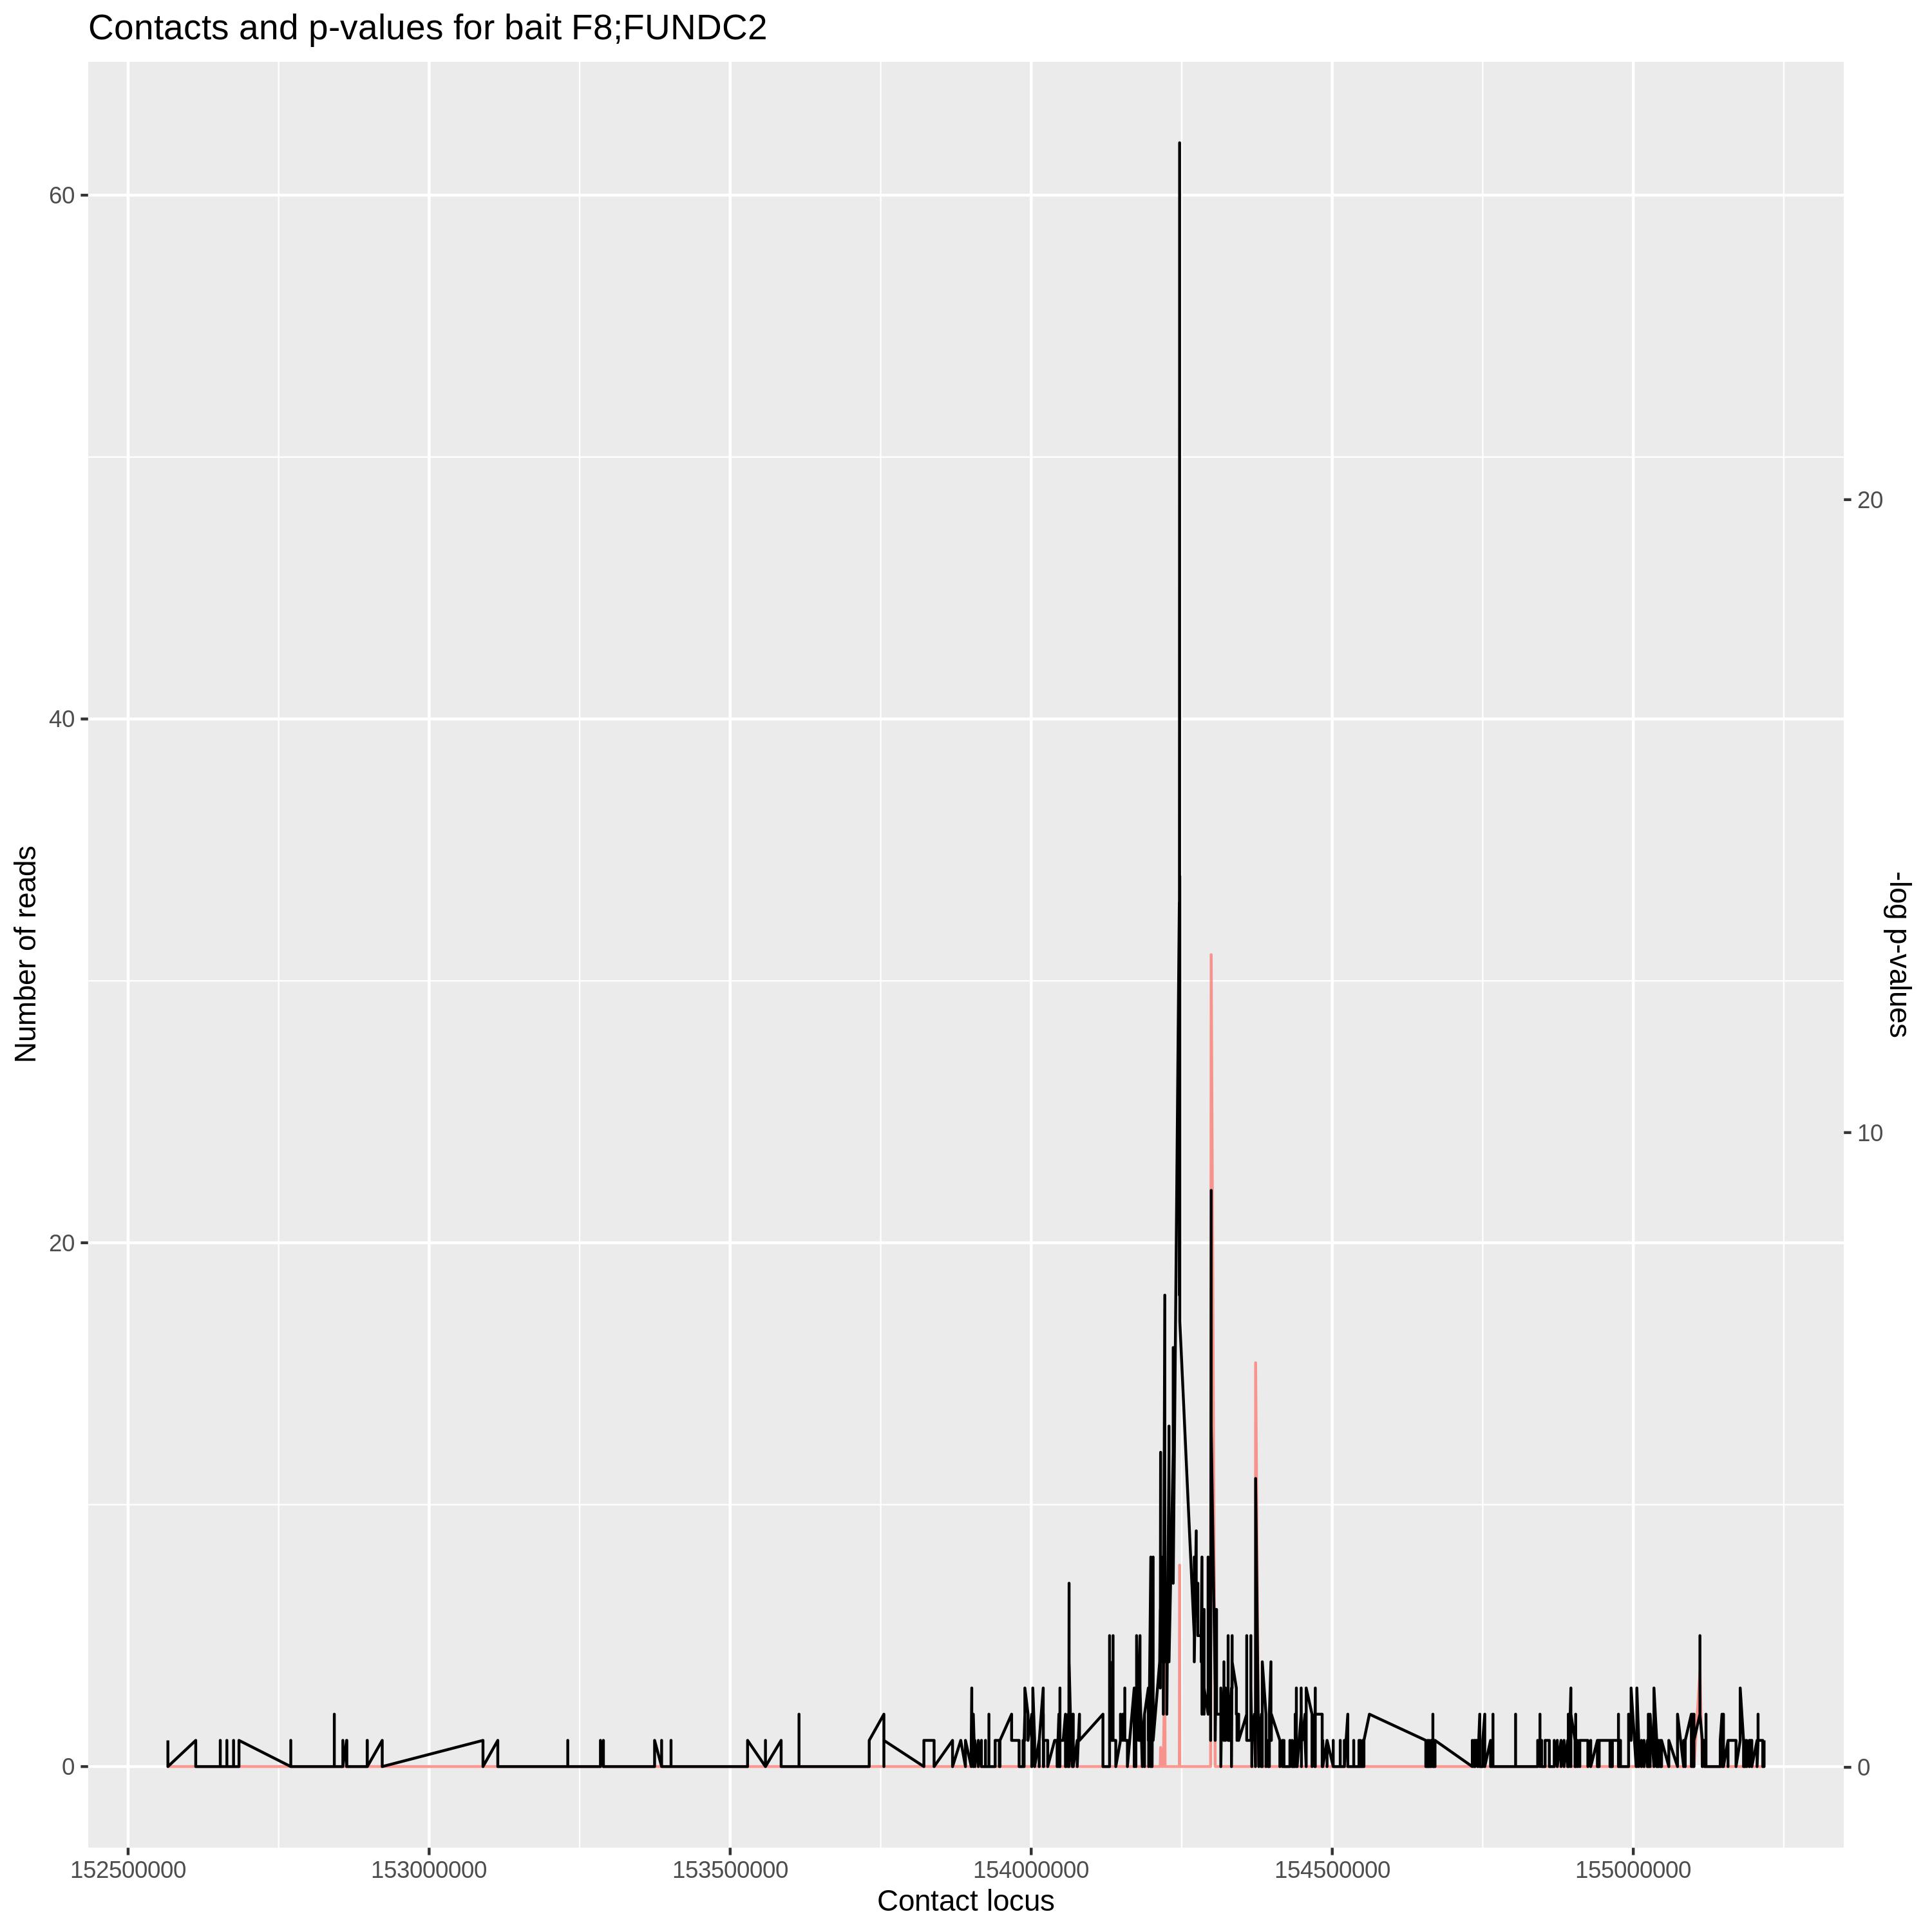 Contacts and p-values for bait F8;FUNDC2
Number of reads
60
40
20
0
20
10
0
-log p-values
152500000 153000000 153500000 154000000 154500000 155000000
Contact locus